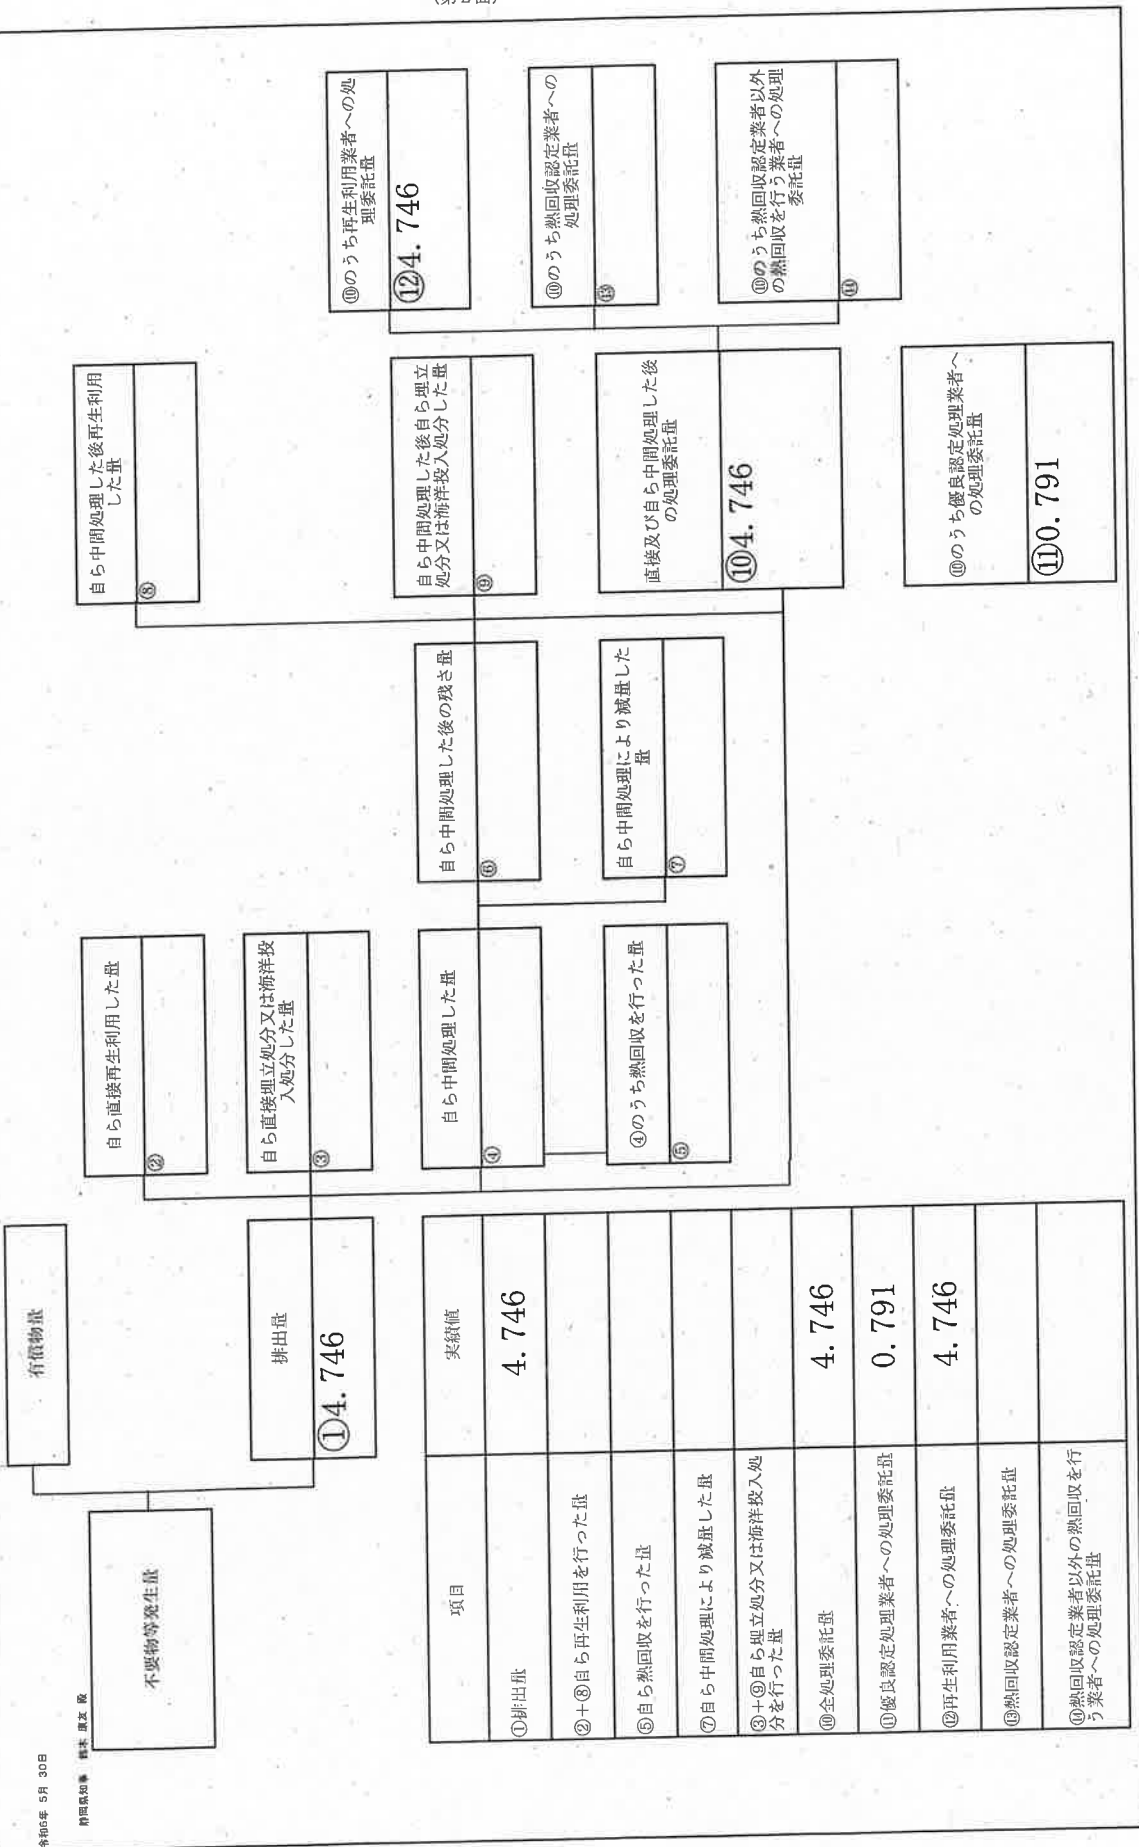 (第2面)
令和6年 5月 30日
静岡県知事 鈴木 康友 殿
不要物等発生量
有償物量
排出量
①4.746
自ら直接再生利用した量
②
自ら直接埋立処分又は海洋投
入処分した量
③
自ら中間処理した量
④
④のうち熱回収を行った量
⑤
自ら中間処理した後の残さ量
⑥
自ら中間処理により減量した
量
⑦
自ら中間処理した後再生利用
した量
⑧
自ら中間処理した後自ら埋立
処分又は海洋投入処分した量
⑨
直接及び自ら中間処理した後
の処理委託量
⑩4.746
⑩のうち優良認定処理業者へ
の処理委託量
⑪0.791
⑩のうち再生利用業者への処
理委託量
⑫4.746
⑩のうち熱回収認定業者への
処理委託量
⑬
⑩のうち熱回収認定業者以外
の熱回収を行う業者への処理
委託量
⑭
項目 実績値
①排出量 4.746
②+⑧自ら再生利用を行った量
⑤自ら熱回収を行った量
⑦自ら中間処理により減量した量
③+⑨自ら埋立処分又は海洋投入処
分を行った量
⑩全処理委託量 4.746
⑪優良認定処理業者への処理委託量 0.791
⑫再生利用業者への処理委託量 4.746
⑬熱回収認定業者への処理委託量
⑭熱回収認定業者以外の熱回収を行
う業者への処理委託量